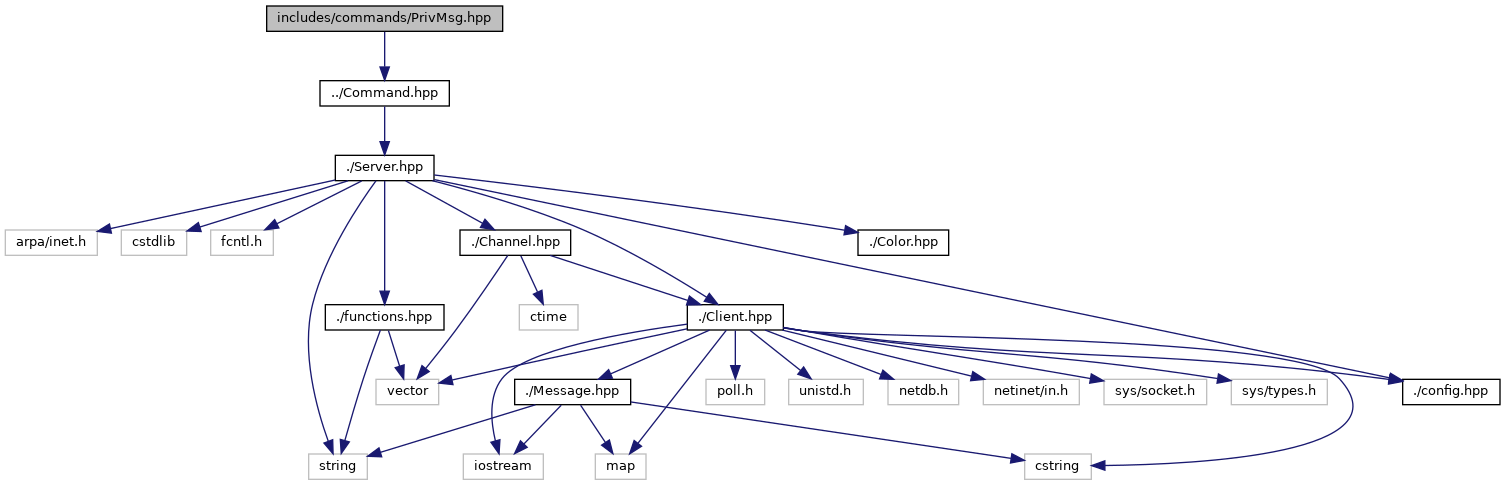 includes/commands/PrivMsg.hpp
../Command.hpp
./Server.hpp
arpa/inet.h
cstdlib
fcntl.h
./Channel.hpp
./Color.hpp
./functions.hpp
ctime
./Client.hpp
vector
./Message.hpp
poll.h
unistd.h
netdb.h
netinet/in.h
sys/socket.h
sys/types.h
./config.hpp
string
iostream
map
cstring